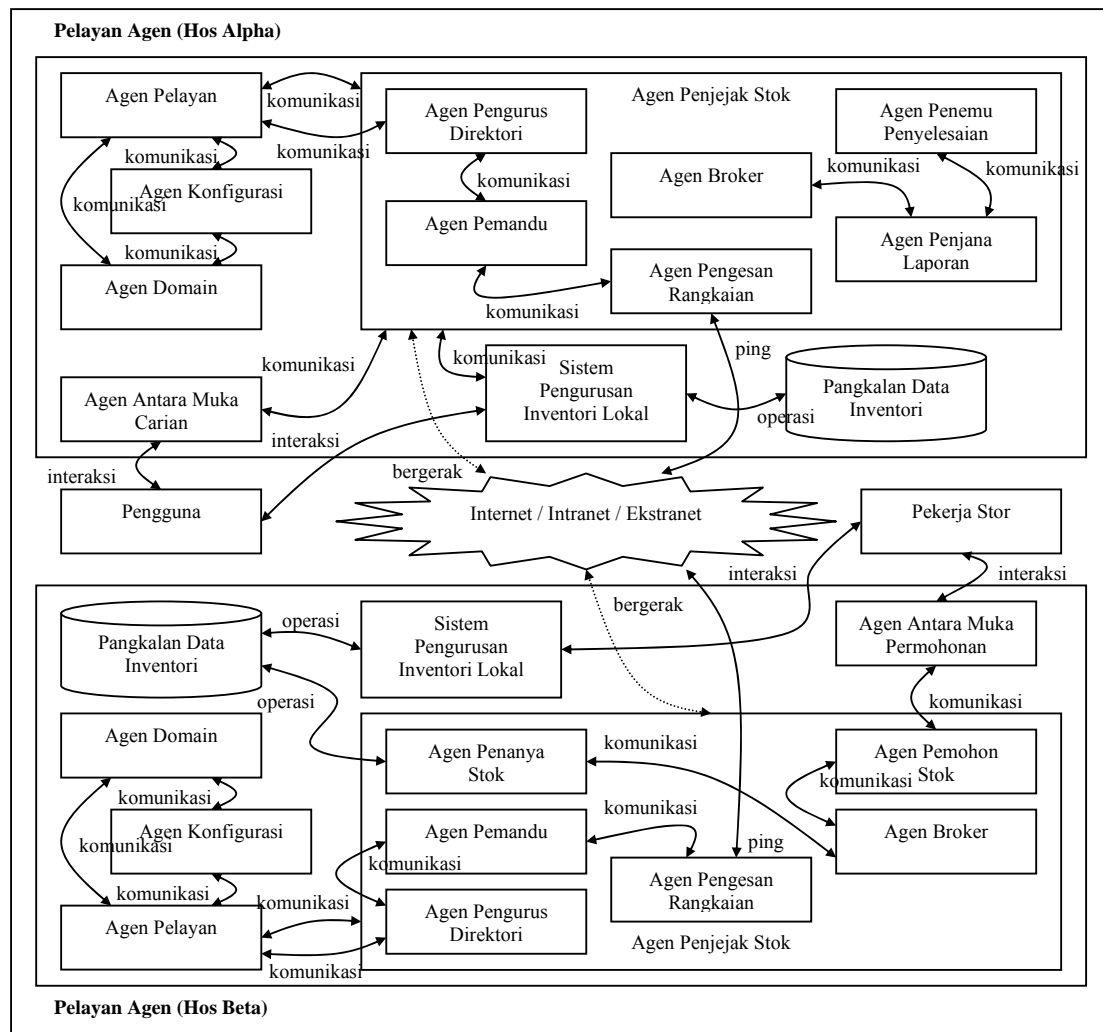 Pelayan Agen (Hos Alpha)
Agen Pelayan
komunikasi
Agen Penjejak Stok
Agen Pengurus
Direktori
Agen Penemu
Penyelesaian
komunikasi
komunikasi
Agen Konfigurasi
komunikasi
komunikasi
Agen Broker
komunikasi
komunikasi
komunikasi
Agen Pemandu
Agen Penjana
Laporan
komunikasi
Agen Domain
Agen Pengesan
Rangkaian
komunikasi
ping
komunikasi
komunikasi
Sistem
Pengurusan
Inventori Lokal
Pangkalan Data
Inventori
operasi
Agen Antara Muka
Carian
interaksi
interaksi
bergerak
Pengguna
Internet / Intranet / Ekstranet
Pekerja Stor
interaksi
interaksi
bergerak
Pangkalan Data
Inventori
operasi
Sistem
Pengurusan
Inventori Lokal
Agen Antara Muka
Permohonan
operasi
komunikasi
Agen Domain
Agen Penanya
Stok
komunikasi
Agen Pemohon
Stok
komunikasi
komunikasi
Agen Konfigurasi
komunikasi
Agen Pemandu
komunikasi
Agen Broker
komunikasi
ping
komunikasi
Agen Pengesan
Rangkaian
Agen Pelayan
komunikasi
Agen Pengurus
Direktori
Agen Penjejak Stok
komunikasi
Pelayan Agen (Hos Beta)